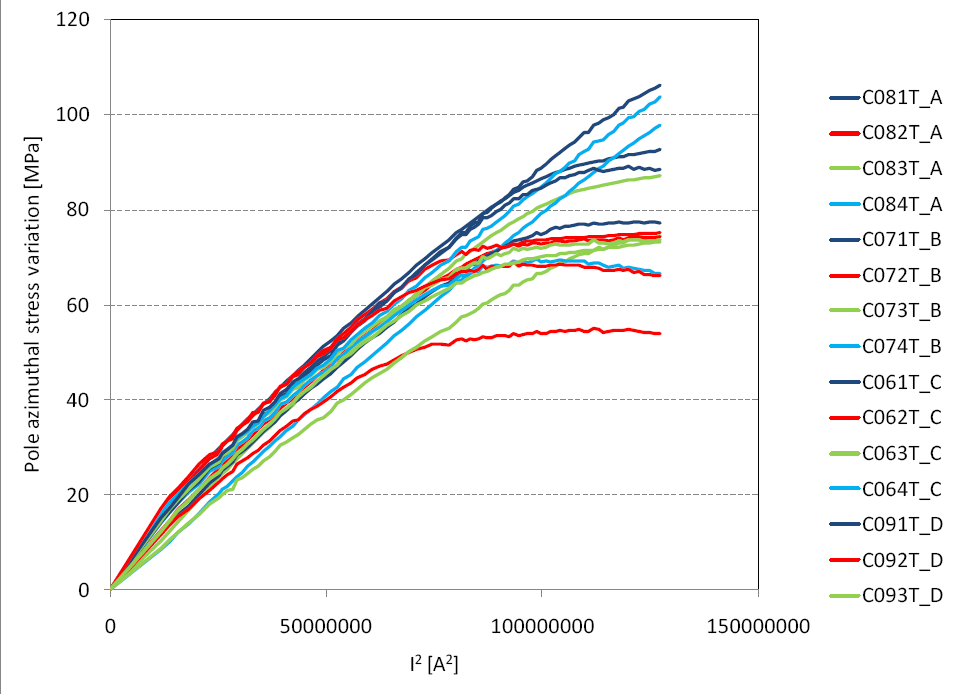 120
100
80
60
40
20
0
Pole azimuthal stress variation [MPa]
0
50000000
100000000
150000000
I² [A²]
C081T_A
C082T_A
C083T_A
C084T_A
C071T_B
C072T_B
C073T_B
C074T_B
C061T_C
C062T_C
C063T_C
C064T_C
C091T_D
C092T_D
C093T_D